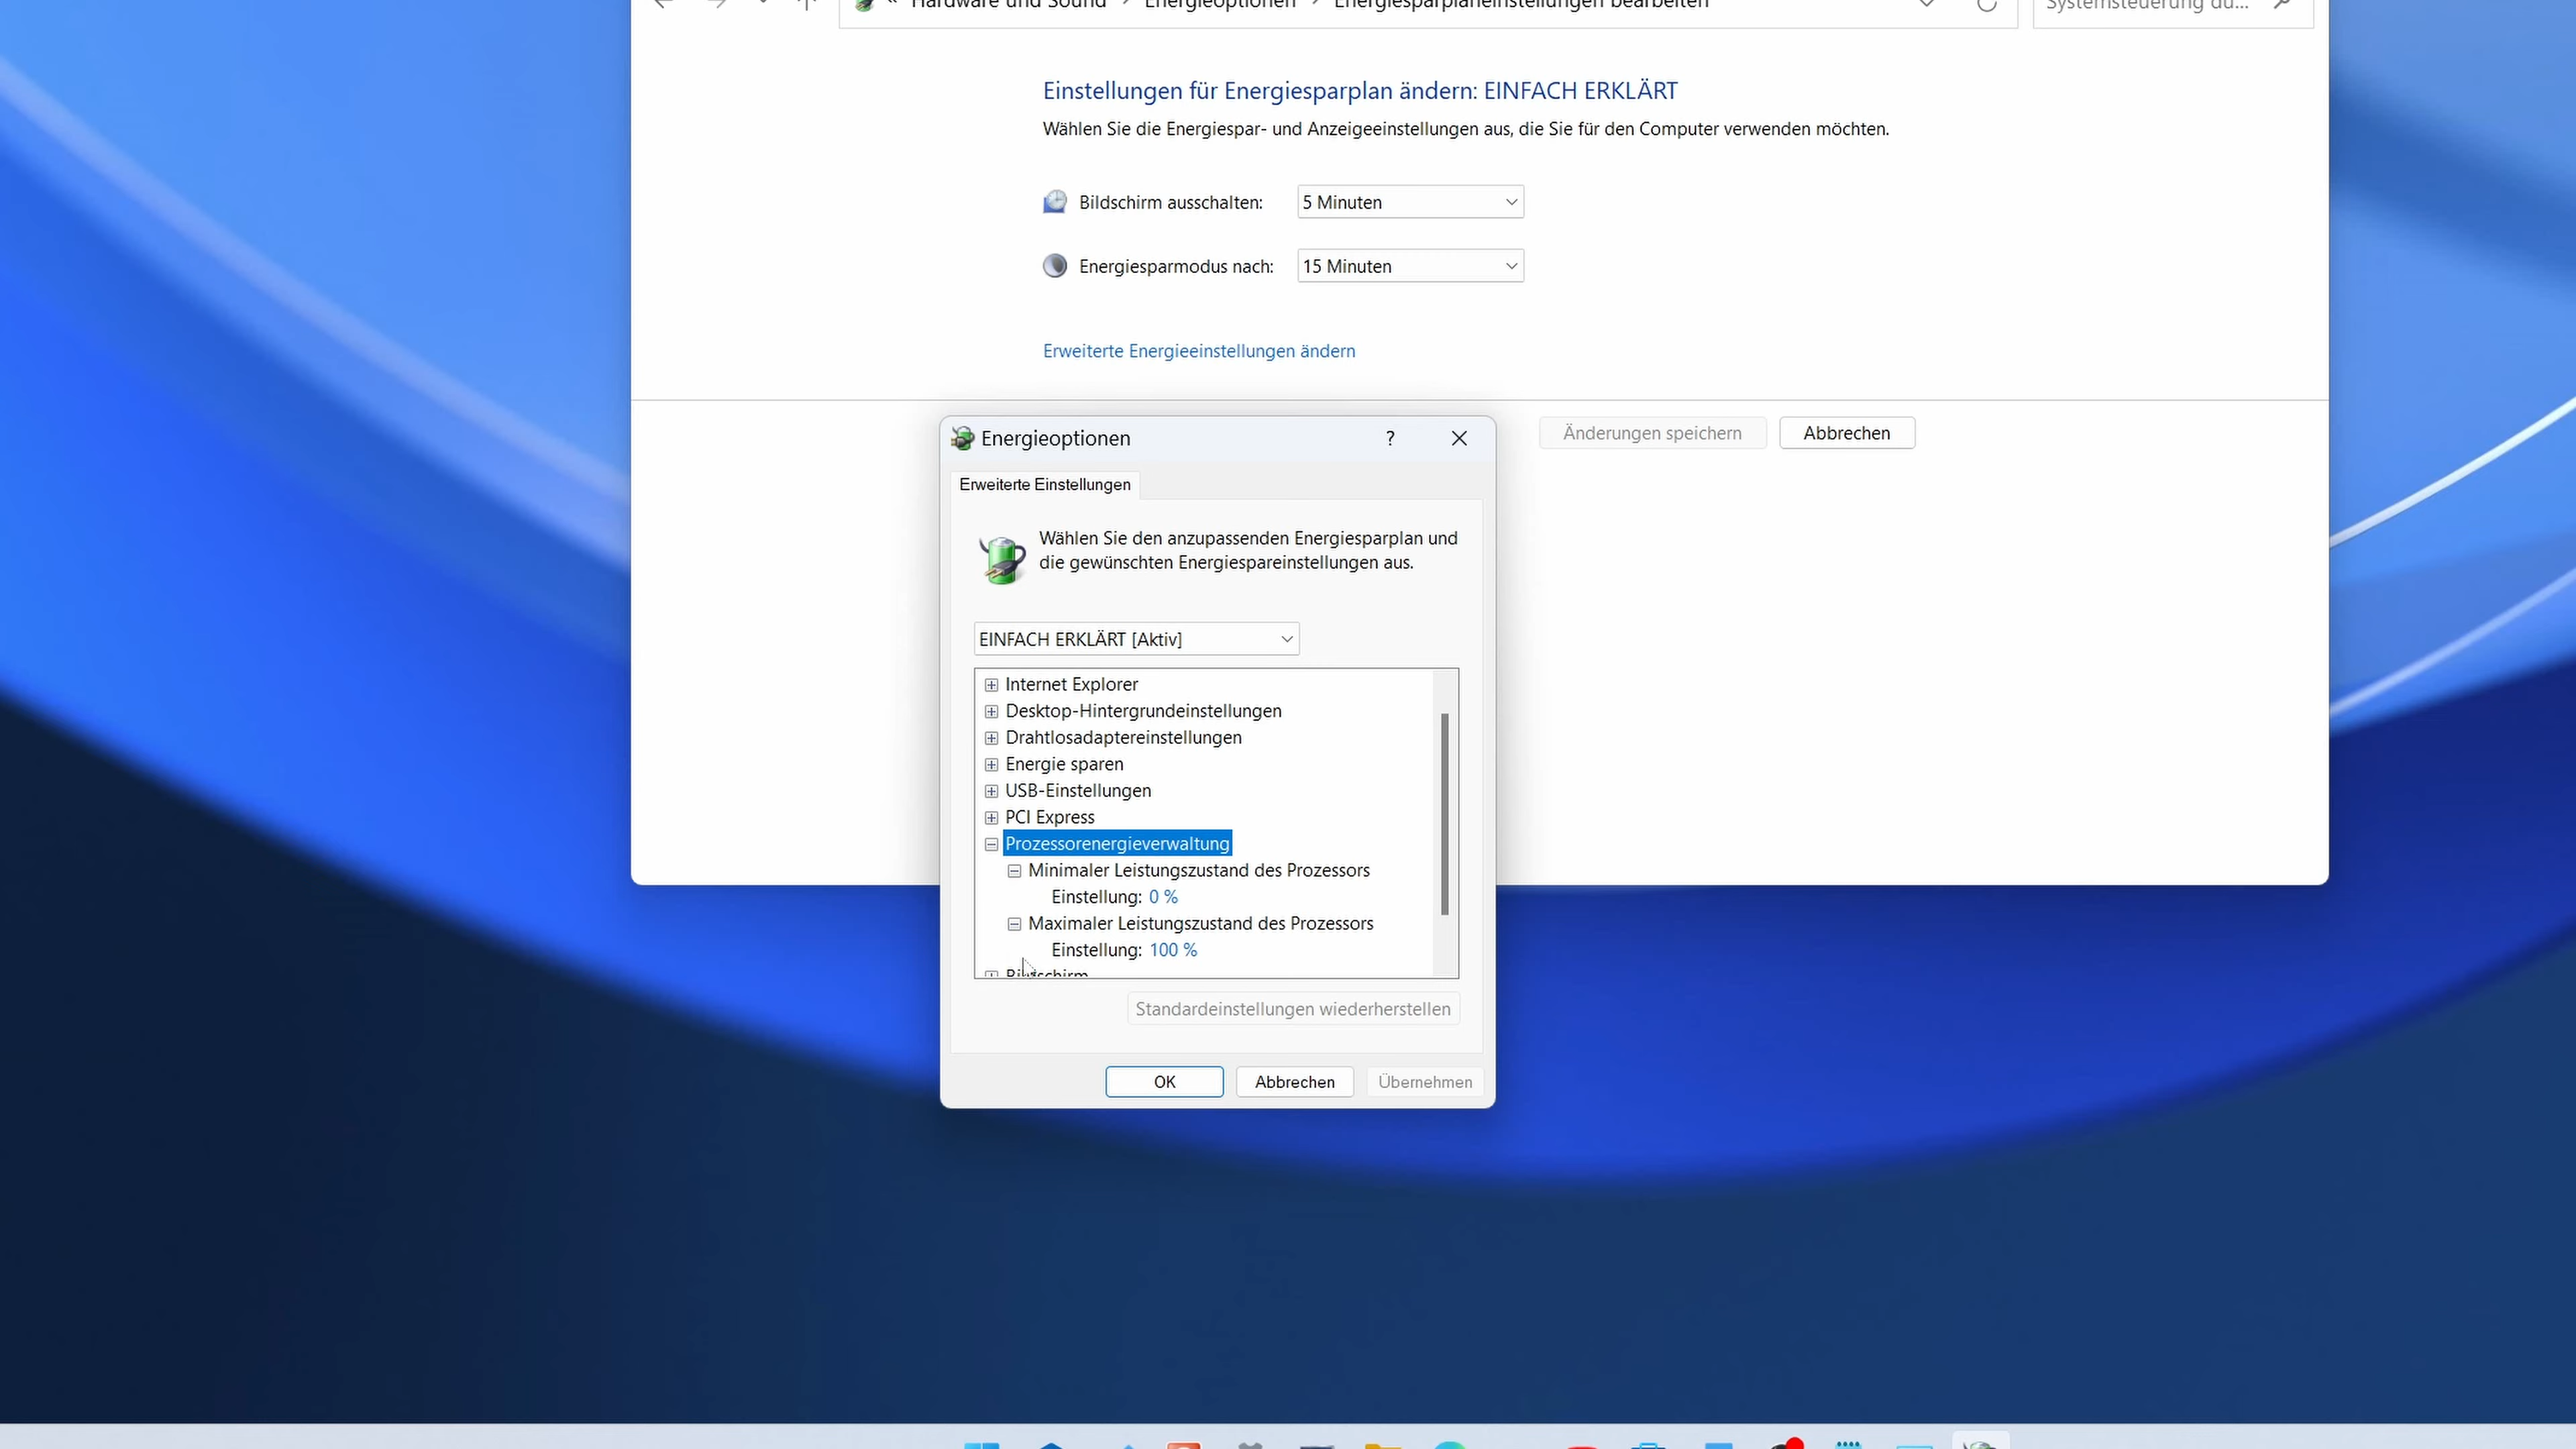 Hardware und Sound > Energieoptionen > Energiesparplaneinstellungen bearbeiten
Systemsteuerung du...
Einstellungen für Energiesparplan ändern: EINFACH ERKLÄRT
Wählen Sie die Energiespar- und Anzeigeeinstellungen aus, die Sie für den Computer verwenden möchten.
Bildschirm ausschalten: 5 Minuten
Energiesparmodus nach: 15 Minuten
Erweiterte Energieeinstellungen ändern
Änderungen speichern Abbrechen
Energieoptionen ?
Erweiterte Einstellungen
Wählen Sie den anzupassenden Energiesparplan und
die gewünschten Energiespareinstellungen aus.
EINFACH ERKLÄRT [Aktiv]
Internet Explorer
Desktop-Hintergrundeinstellungen
Drahtlosadaptereinstellungen
Energie sparen
USB-Einstellungen
PCI Express
Prozessorenergieverwaltung
Minimaler Leistungszustand des Prozessors
Einstellung: 0 %
Maximaler Leistungszustand des Prozessors
Einstellung: 100 %
Bildschirm
Standardeinstellungen wiederherstellen
OK Abbrechen Übernehmen